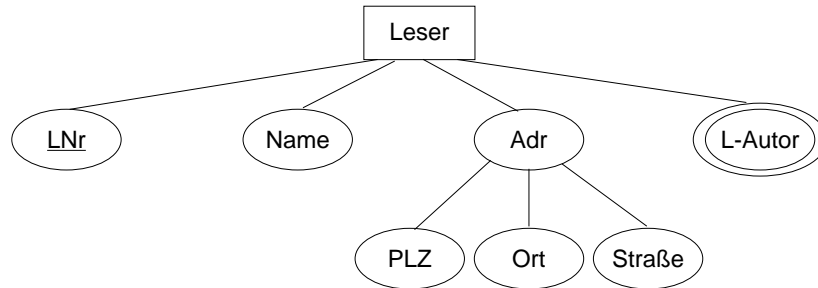 Leser
LNr
Name
Adr
L-Autor
PLZ
Ort
Straße